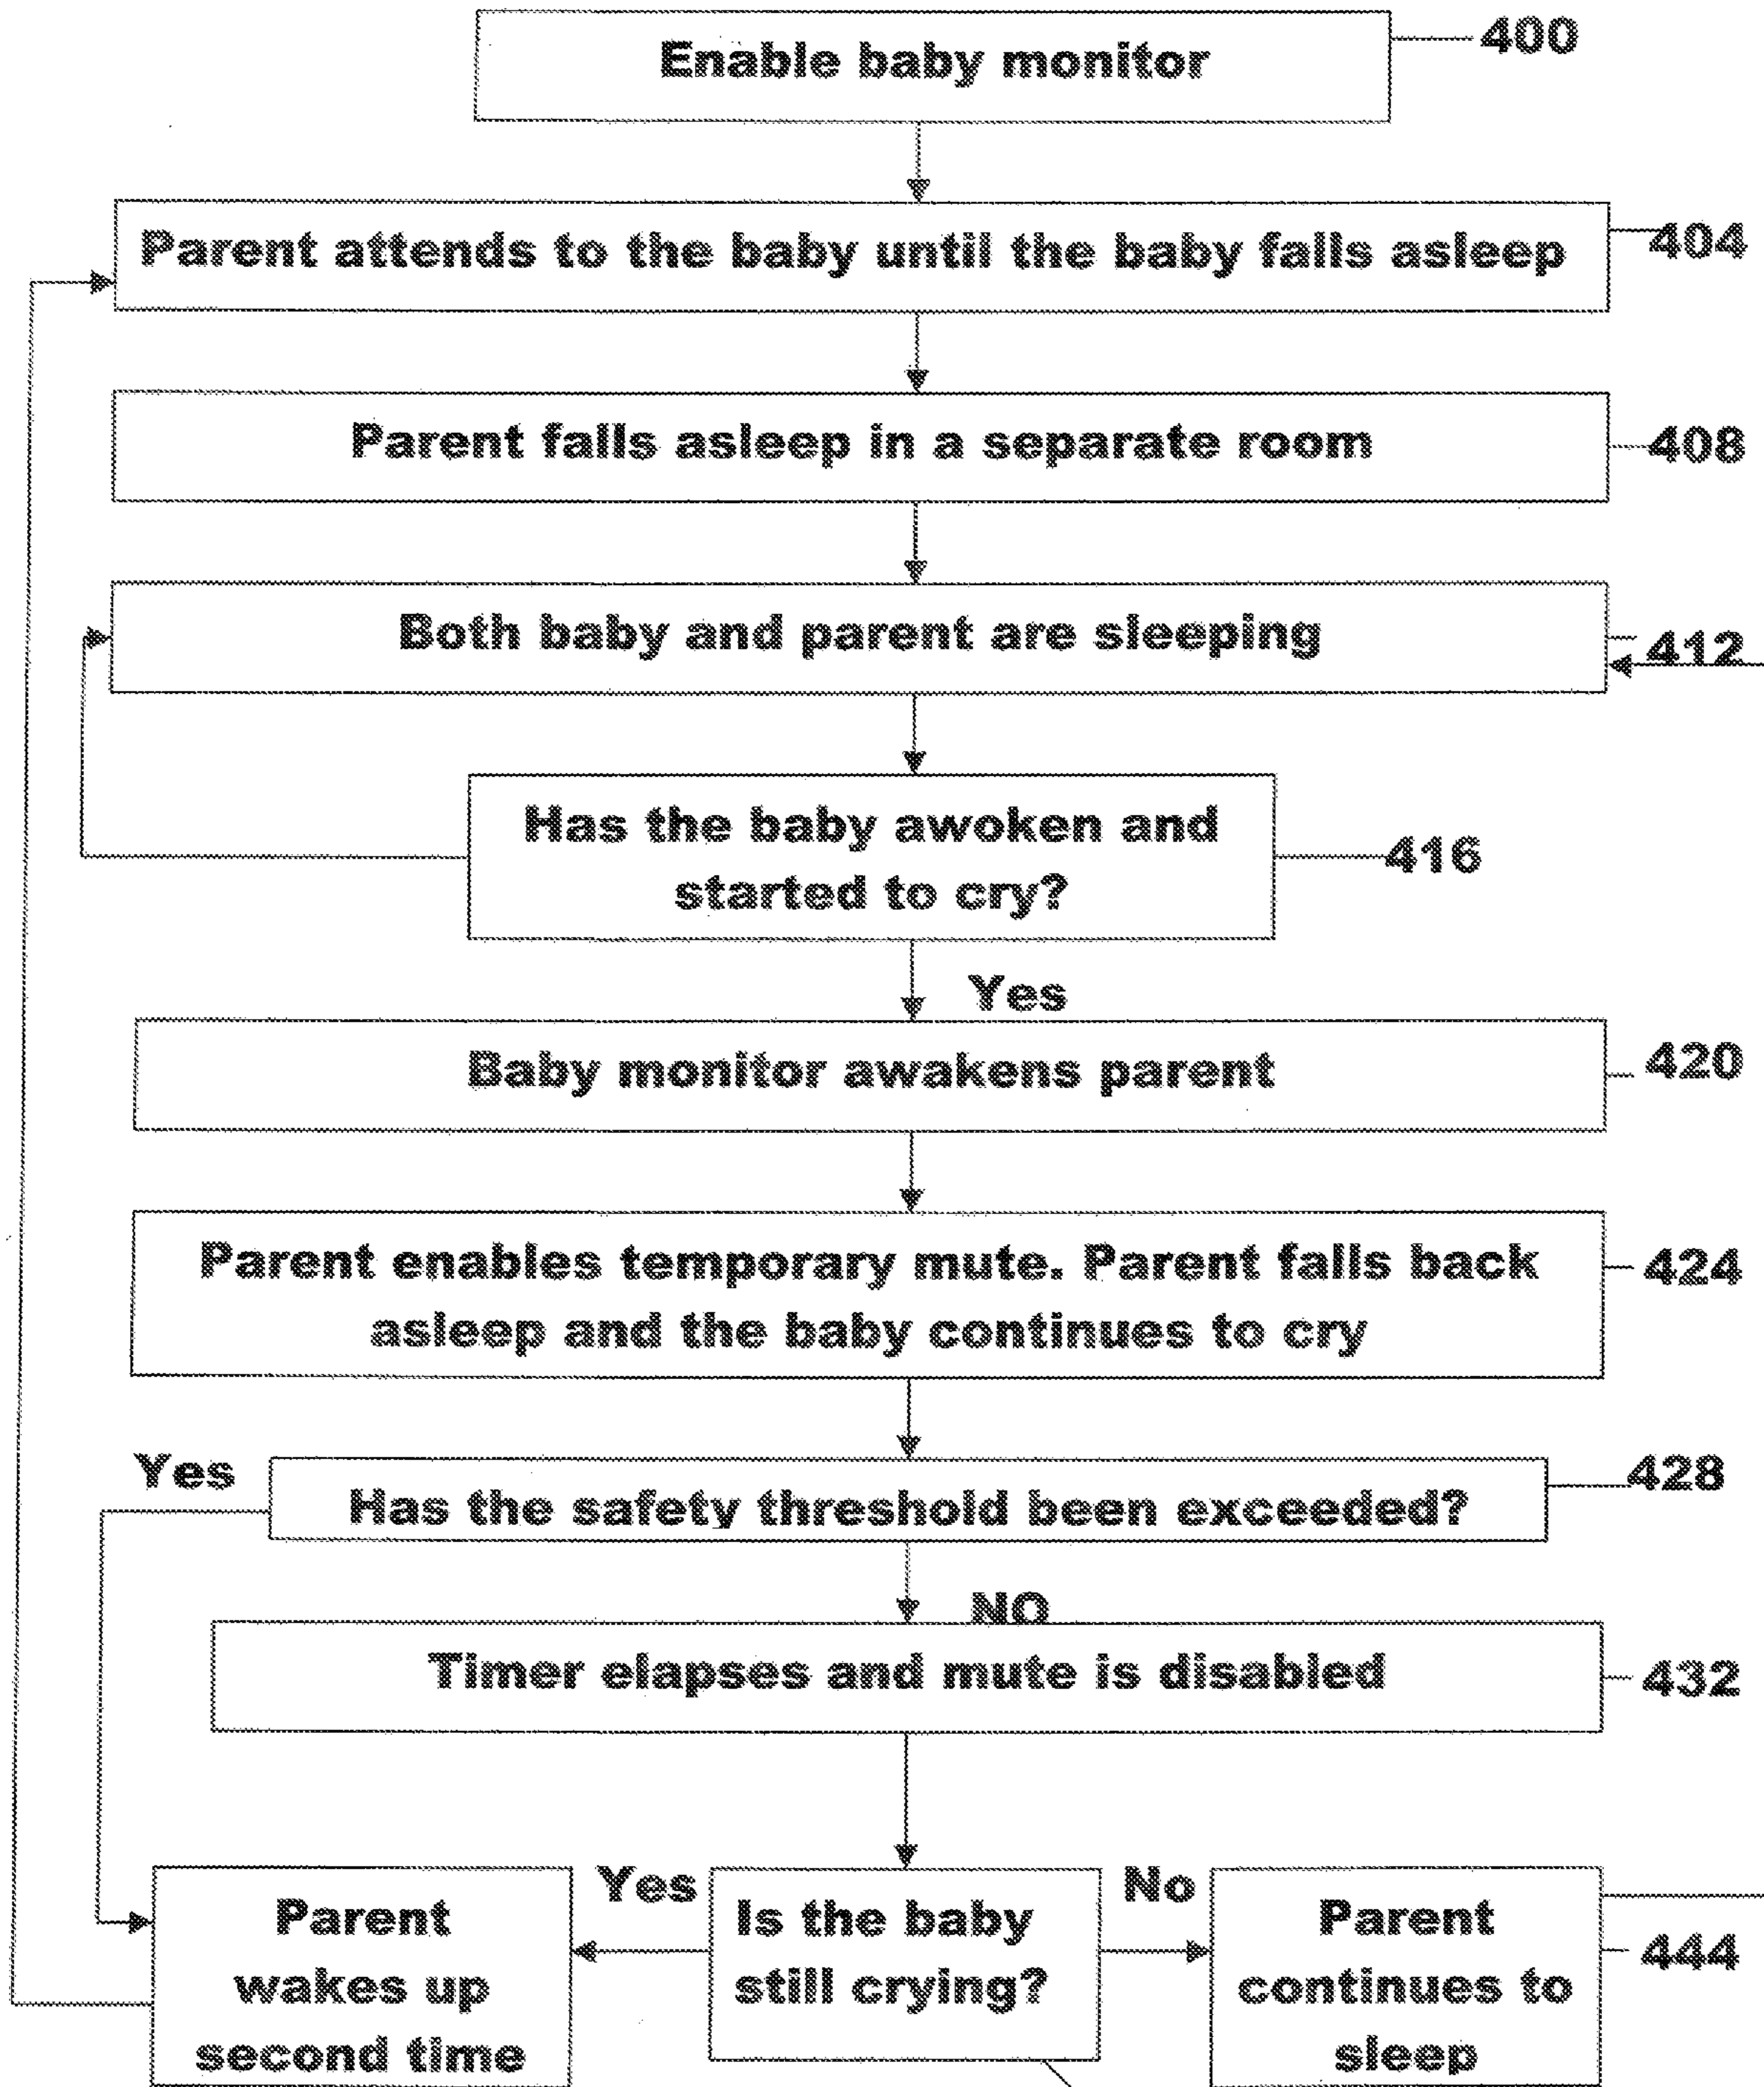 Enable baby monitor
400
Parent attends to the baby until the baby falls asleep
404
Parent falls asleep in a separate room
408
Both baby and parent are sleeping
412
Has the baby awoken and
started to cry?
416
Yes
Baby monitor awakens parent
420
Parent enables temporary mute. Parent falls back
asleep and the baby continues to cry
424
Yes
Has the safety threshold been exceeded?
428
NO
Timer elapses and mute is disabled
432
Parent
wakes up
second time
Yes
Is the baby
still crying?
No
Parent
continues to
sleep
444